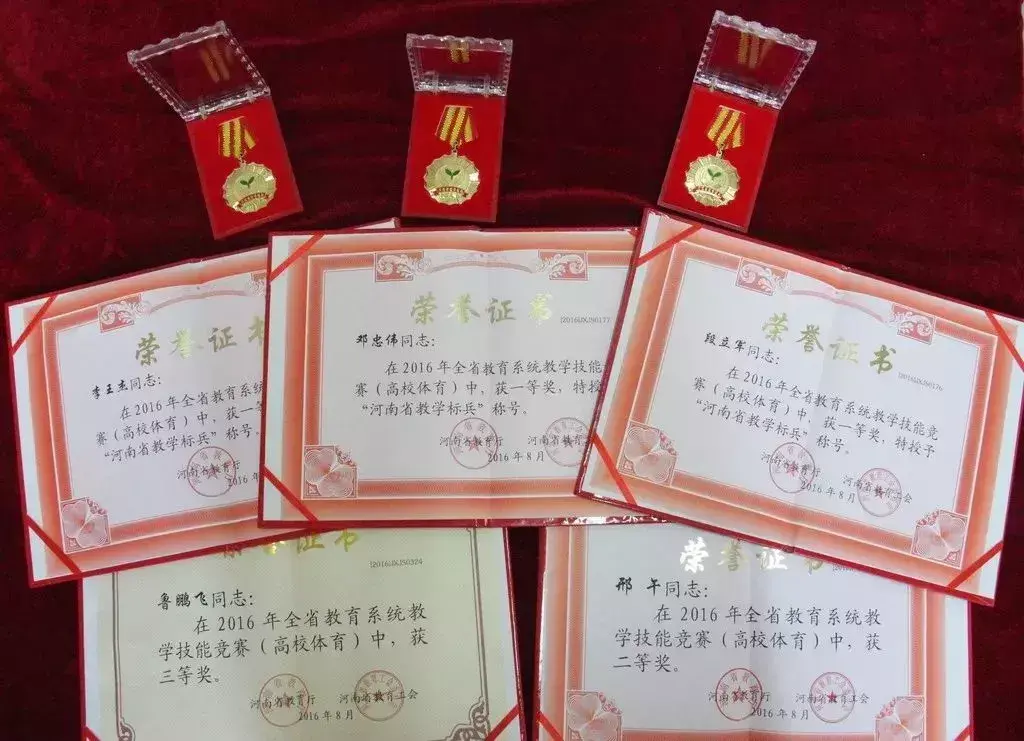 荣誉证书
李玉杰同志：
在2016年全省教育系统
赛（高校体育）中，获一等
“河南省教学标兵”称号。
河南省教育厅
2016年
荣誉证书
[2016]JXJS0177
邓忠伟同志：
在2016年全省教育系统教学技能竞
赛（高校体育）中，获一等奖，特授
“河南省教学标兵”称号。
河南省教育厅 河南省教育工会
2016年8月
荣誉证书
[2016]JXJS0176
段立军同志：
在2016年全省教育系统教学技能竞
赛（高校体育）中，获一等奖，特授予
“河南省教学标兵”称号。
河南省教育厅 河南省教育工会
2016年8月
荣誉证书
[2016]JXJS0324
鲁鹏飞同志：
在2016年全省教育系统教
学技能竞赛（高校体育）中，获
三等奖。
河南省教育厅 河南省教育工会
2016年8月
荣誉证书
邢午同志：
在2016年全省教育系统教
学技能竞赛（高校体育）中，获
二等奖。
河南省教育厅 河南省教育工会
2016年8月